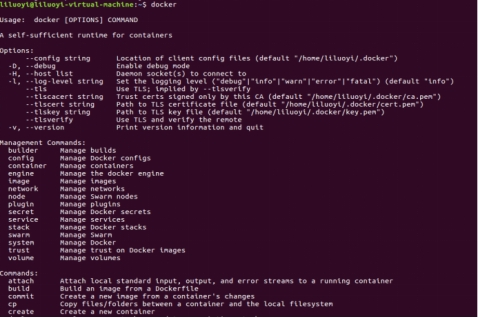 liluoyi@liluoyi-virtual-machine:~$ docker
Usage:  docker [OPTIONS] COMMAND
A self-sufficient runtime for containers
Options:
      --config string      Location of client config files (default "/home/liluoyi/.docker")
  -D, --debug              Enable debug mode
  -H, --host list          Daemon socket(s) to connect to
  -l, --log-level string   Set the logging level ("debug"|"info"|"warn"|"error"|"fatal") (default "info")
      --tls                Use TLS; implied by --tlsverify
      --tlscacert string   Trust certs signed only by this CA (default "/home/liluoyi/.docker/ca.pem")
      --tlscert string     Path to TLS certificate file (default "/home/liluoyi/.docker/cert.pem")
      --tlskey string      Path to TLS key file (default "/home/liluoyi/.docker/key.pem")
      --tlsverify          Use TLS and verify the remote
  -v, --version            Print version information and quit
Management Commands:
  builder     Manage builds
  config      Manage Docker configs
  container   Manage containers
  engine      Manage the docker engine
  image       Manage images
  network     Manage networks
  node        Manage Swarm nodes
  plugin      Manage plugins
  secret      Manage Docker secrets
  service     Manage services
  stack       Manage Docker stacks
  swarm       Manage Swarm
  system      Manage Docker
  trust       Manage trust on Docker images
  volume      Manage volumes
Commands:
  attach      Attach local standard input, output, and error streams to a running container
  build       Build an image from a Dockerfile
  commit      Create a new image from a container's changes
  cp          Copy files/folders between a container and the local filesystem
  create      Create a new container